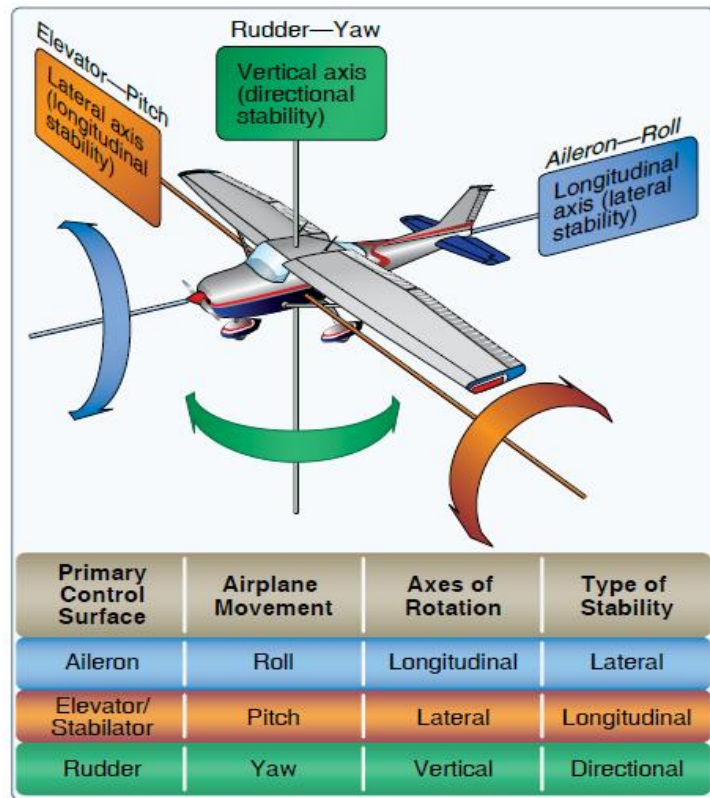 Rudder—Yaw
Vertical axis
(directional
stability)
Elevator—Pitch
Lateral axis
(longitudinal
stability)
Aileron—Roll
Longitudinal
axis (lateral
stability)
Primary
Control
Surface
Airplane
Movement
Axes of
Rotation
Type of
Stability
Aileron
Roll
Longitudinal
Lateral
Elevator/
Stabilator
Pitch
Lateral
Longitudinal
Rudder
Yaw
Vertical
Directional